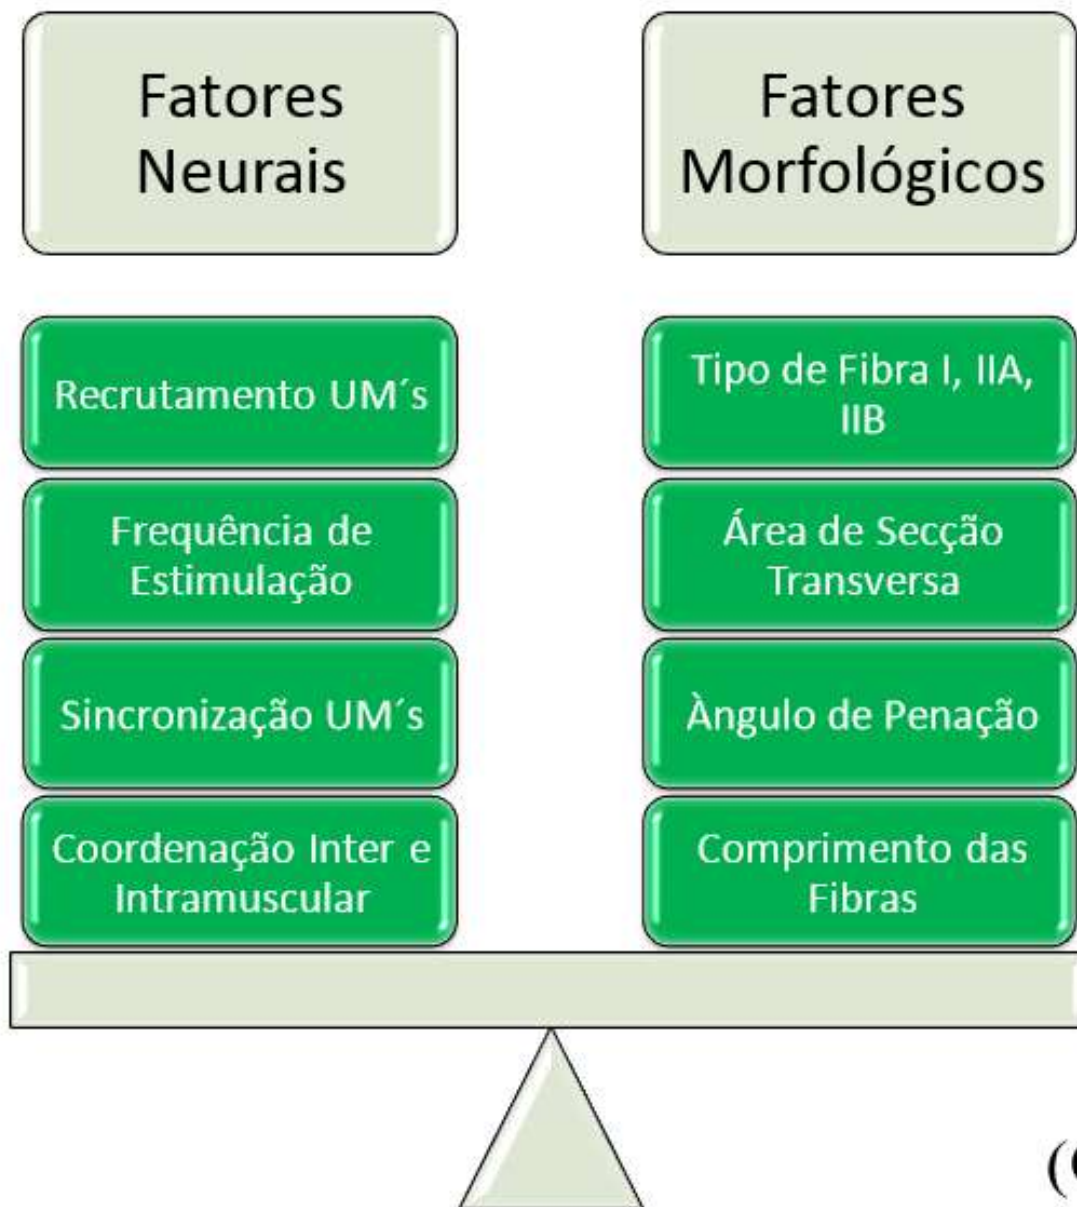 Fatores
Neurais
Fatores
Morfológicos
Recrutamento UM´s
Frequência de
Estimulação
Sincronização UM´s
Coordenação Inter e
Intramuscular
Tipo de Fibra I, IIA,
IIB
Área de Secção
Transversa
Àngulo de Penação
Comprimento das
Fibras